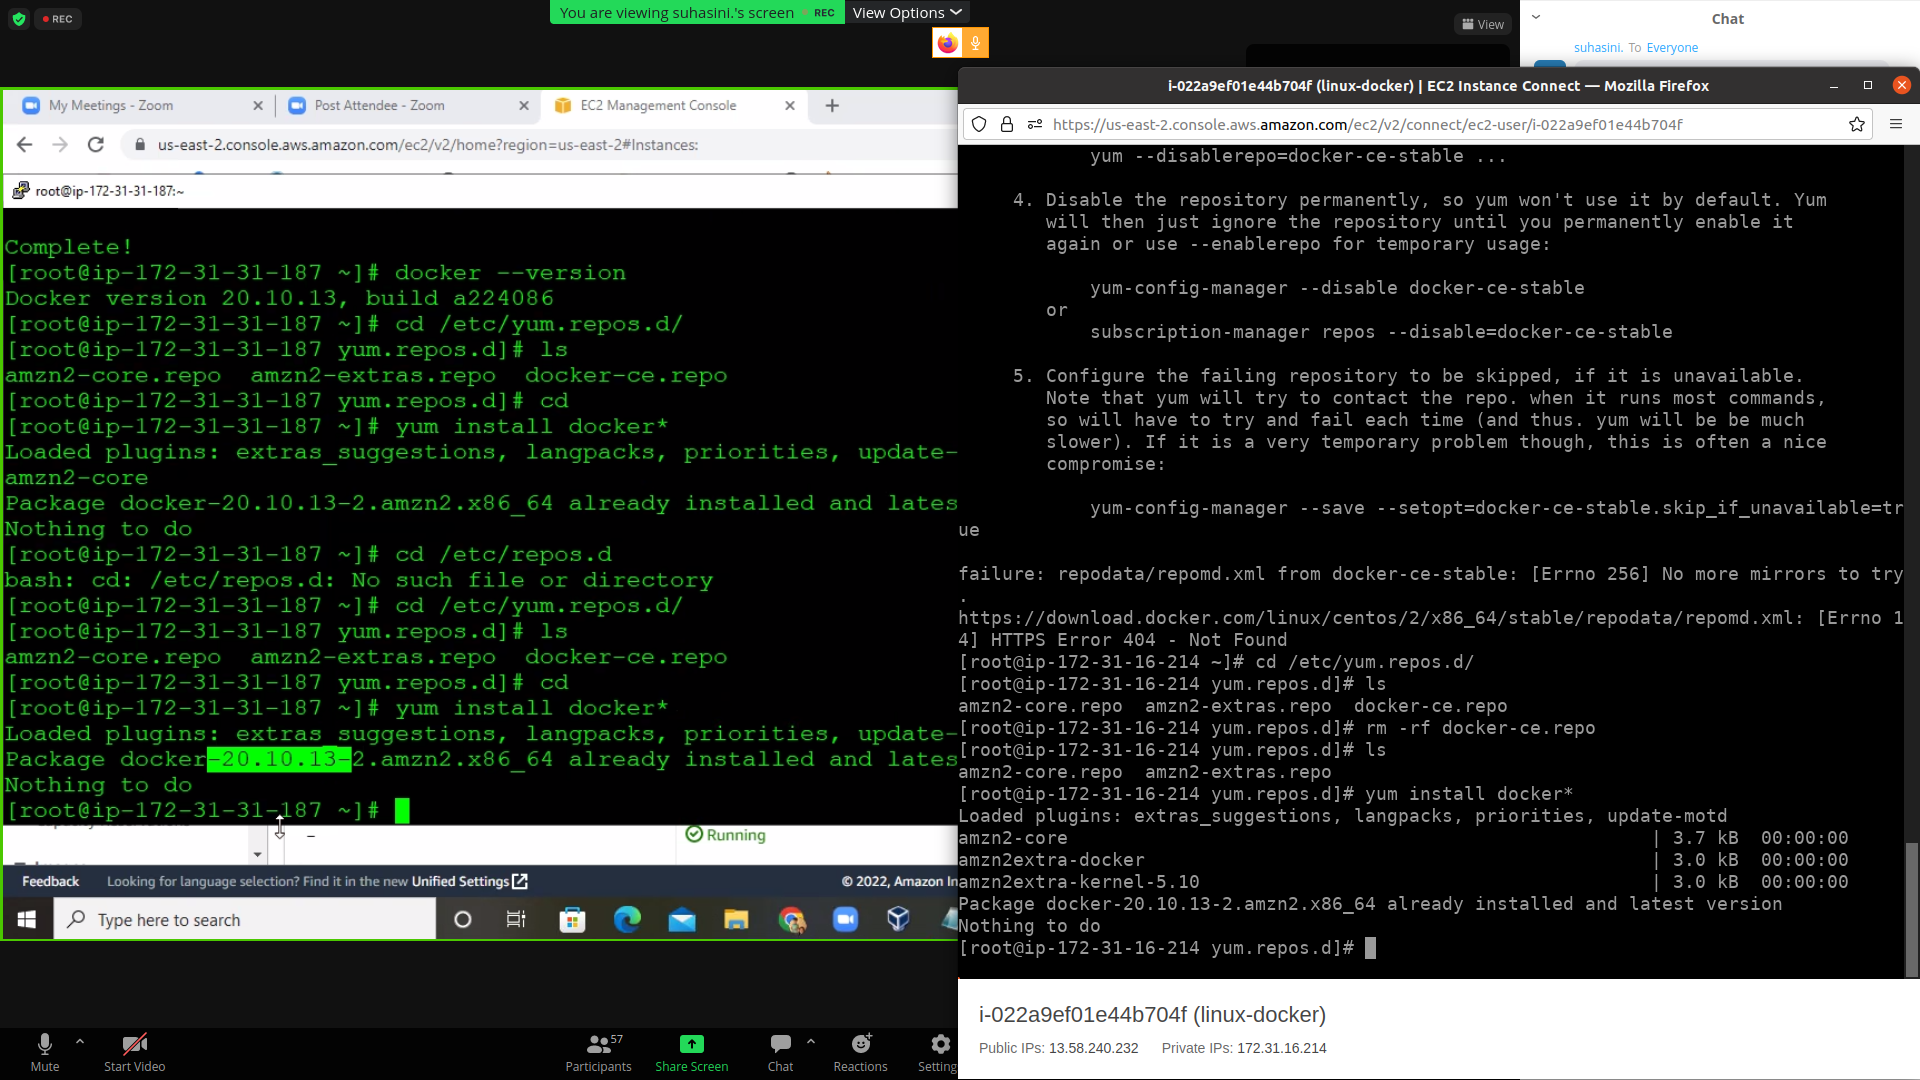 REC
You are viewing suhasini.'s screen
REC
View Options
View
Chat
suhasini. To Everyone
My Meetings - Zoom
Post Attendee - Zoom
EC2 Management Console
us-east-2.console.aws.amazon.com/ec2/v2/home?region=us-east-2#Instances:
root@ip-172-31-31-187:~
Complete!
[root@ip-172-31-31-187 ~]# docker --version
Docker version 20.10.13, build a224086
[root@ip-172-31-31-187 ~]# cd /etc/yum.repos.d/
[root@ip-172-31-31-187 yum.repos.d]# ls
amzn2-core.repo  amzn2-extras.repo  docker-ce.repo
[root@ip-172-31-31-187 yum.repos.d]# cd
[root@ip-172-31-31-187 ~]# yum install docker*
Loaded plugins: extras_suggestions, langpacks, priorities, update-
amzn2-core
Package docker-20.10.13-2.amzn2.x86_64 already installed and lates
Nothing to do
[root@ip-172-31-31-187 ~]# cd /etc/repos.d
bash: cd: /etc/repos.d: No such file or directory
[root@ip-172-31-31-187 ~]# cd /etc/yum.repos.d/
[root@ip-172-31-31-187 yum.repos.d]# ls
amzn2-core.repo  amzn2-extras.repo  docker-ce.repo
[root@ip-172-31-31-187 yum.repos.d]# cd
[root@ip-172-31-31-187 ~]# yum install docker*
Loaded plugins: extras_suggestions, langpacks, priorities, update-
Package docker-20.10.13-2.amzn2.x86_64 already installed and lates
Nothing to do
[root@ip-172-31-31-187 ~]#
Running
Feedback
Looking for language selection? Find it in the new Unified Settings
© 2022, Amazon In
Type here to search
i-022a9ef01e44b704f (linux-docker) | EC2 Instance Connect — Mozilla Firefox
https://us-east-2.console.aws.amazon.com/ec2/v2/connect/ec2-user/i-022a9ef01e44b704f
yum --disablerepo=docker-ce-stable ...
4. Disable the repository permanently, so yum won't use it by default. Yum
will then just ignore the repository until you permanently enable it
again or use --enablerepo for temporary usage:
yum-config-manager --disable docker-ce-stable
or
subscription-manager repos --disable=docker-ce-stable
5. Configure the failing repository to be skipped, if it is unavailable.
Note that yum will try to contact the repo. when it runs most commands,
so will have to try and fail each time (and thus. yum will be be much
slower). If it is a very temporary problem though, this is often a nice
compromise:
yum-config-manager --save --setopt=docker-ce-stable.skip_if_unavailable=tr
ue
failure: repodata/repomd.xml from docker-ce-stable: [Errno 256] No more mirrors to try
.
https://download.docker.com/linux/centos/2/x86_64/stable/repodata/repomd.xml: [Errno 1
4] HTTPS Error 404 - Not Found
[root@ip-172-31-16-214 ~]# cd /etc/yum.repos.d/
[root@ip-172-31-16-214 yum.repos.d]# ls
amzn2-core.repo  amzn2-extras.repo  docker-ce.repo
[root@ip-172-31-16-214 yum.repos.d]# rm -rf docker-ce.repo
[root@ip-172-31-16-214 yum.repos.d]# ls
amzn2-core.repo  amzn2-extras.repo
[root@ip-172-31-16-214 yum.repos.d]# yum install docker*
Loaded plugins: extras_suggestions, langpacks, priorities, update-motd
amzn2-core | 3.7 kB  00:00:00
amzn2extra-docker | 3.0 kB  00:00:00
amzn2extra-kernel-5.10 | 3.0 kB  00:00:00
Package docker-20.10.13-2.amzn2.x86_64 already installed and latest version
Nothing to do
[root@ip-172-31-16-214 yum.repos.d]#
i-022a9ef01e44b704f (linux-docker)
Public IPs: 13.58.240.232 Private IPs: 172.31.16.214
Mute
Start Video
57
Participants
Share Screen
Chat
Reactions
Setting